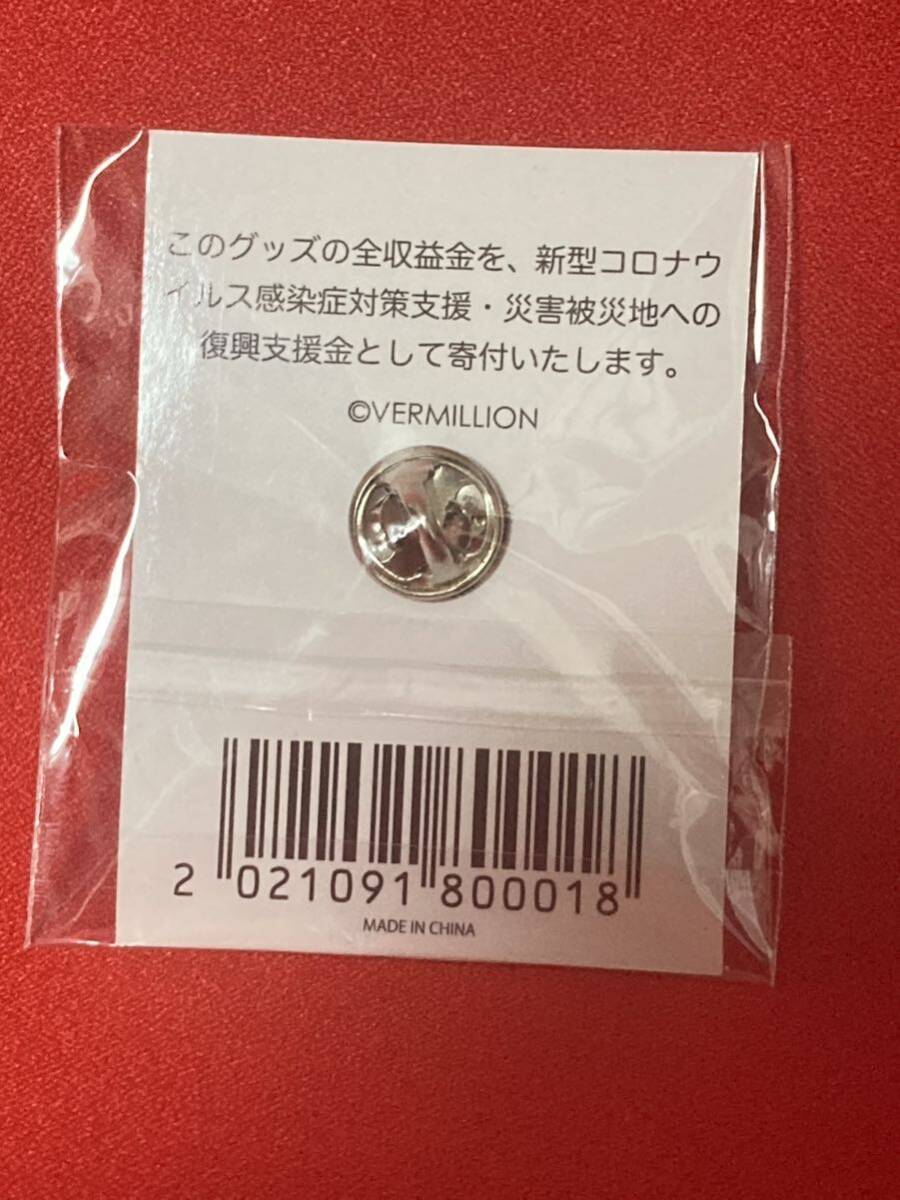 このグッズの全収益金を、新型コロナウ
イルス感染症対策支援・災害被災地への
復興支援金として寄付いたします。
©VERMILLION
2 021091 800018
MADE IN CHINA